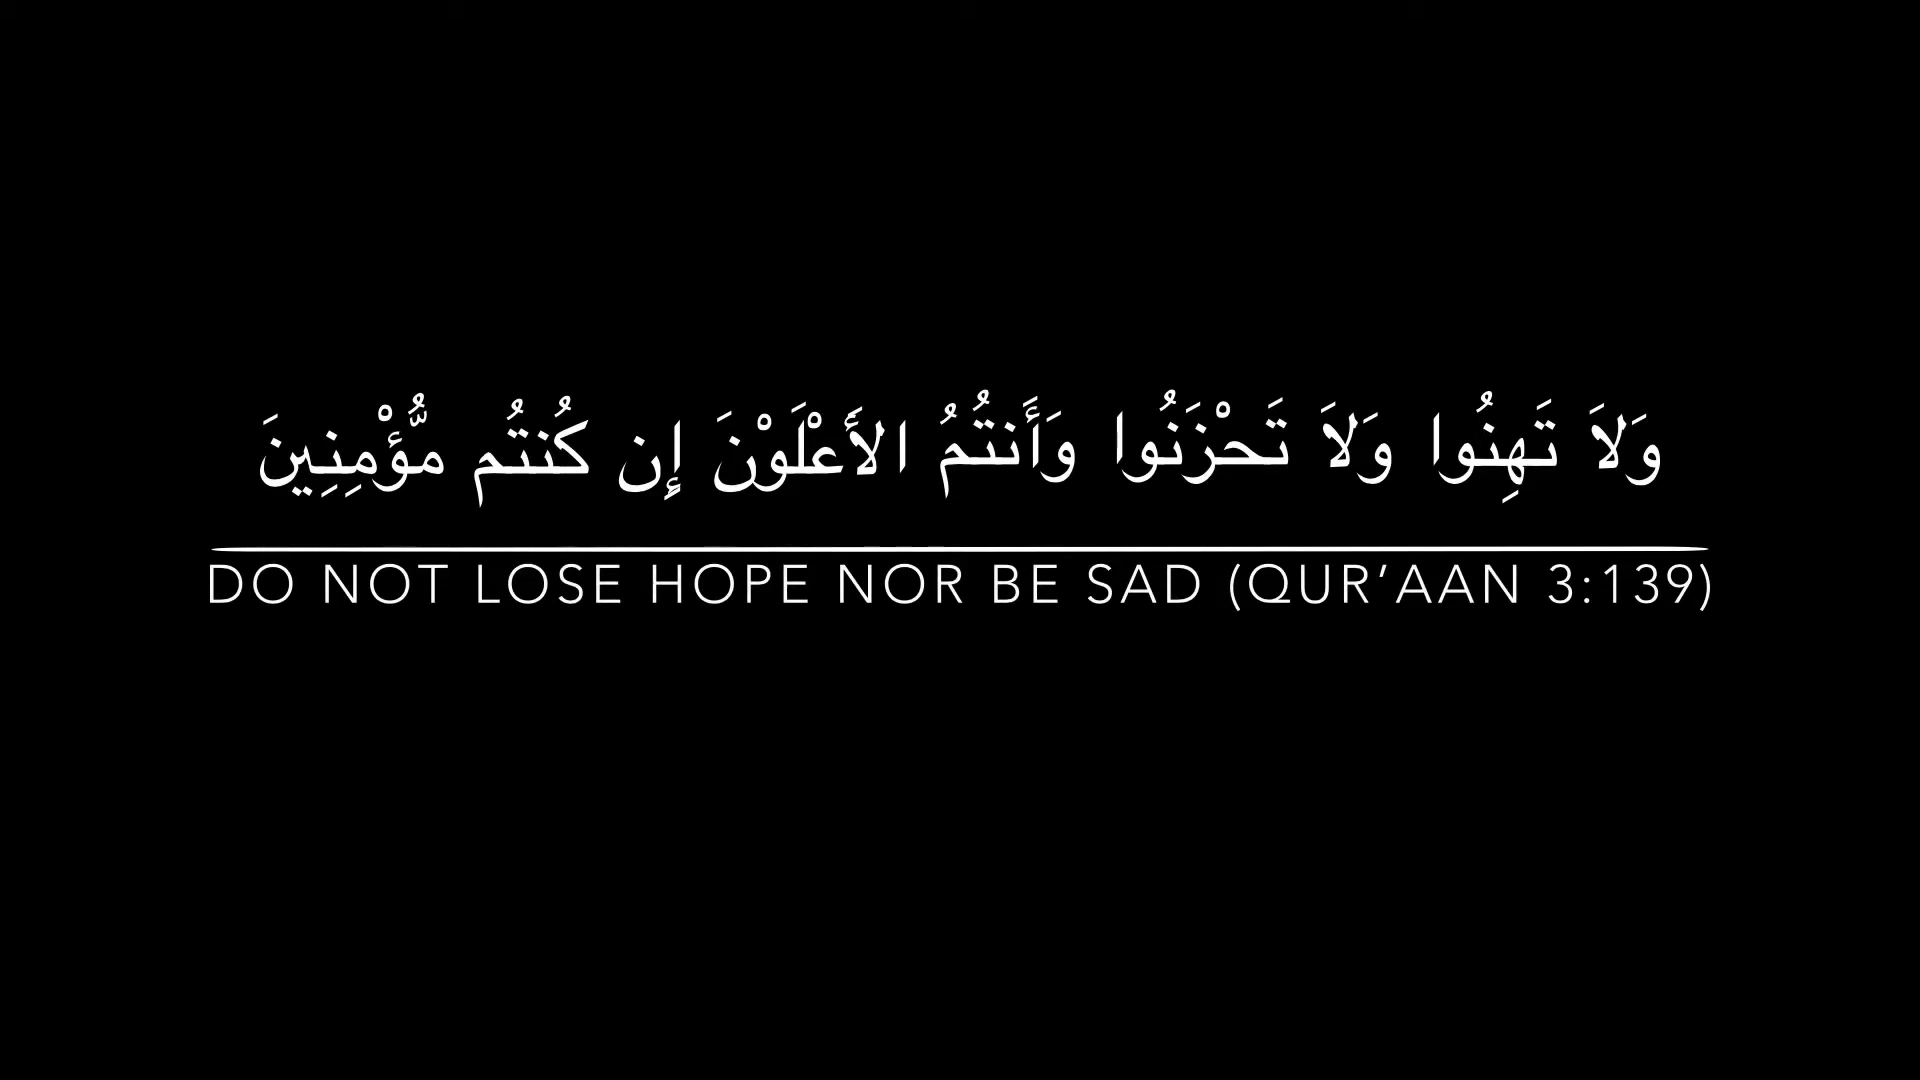 وَلاَ تَهِنُوا وَلاَ تَحْزَنُوا وَأَنتُمُ الأَعْلَوْنَ إِن كُنتُم مُّؤْمِنِينَ
DO NOT LOSE HOPE NOR BE SAD (QUR’AAN 3:139)